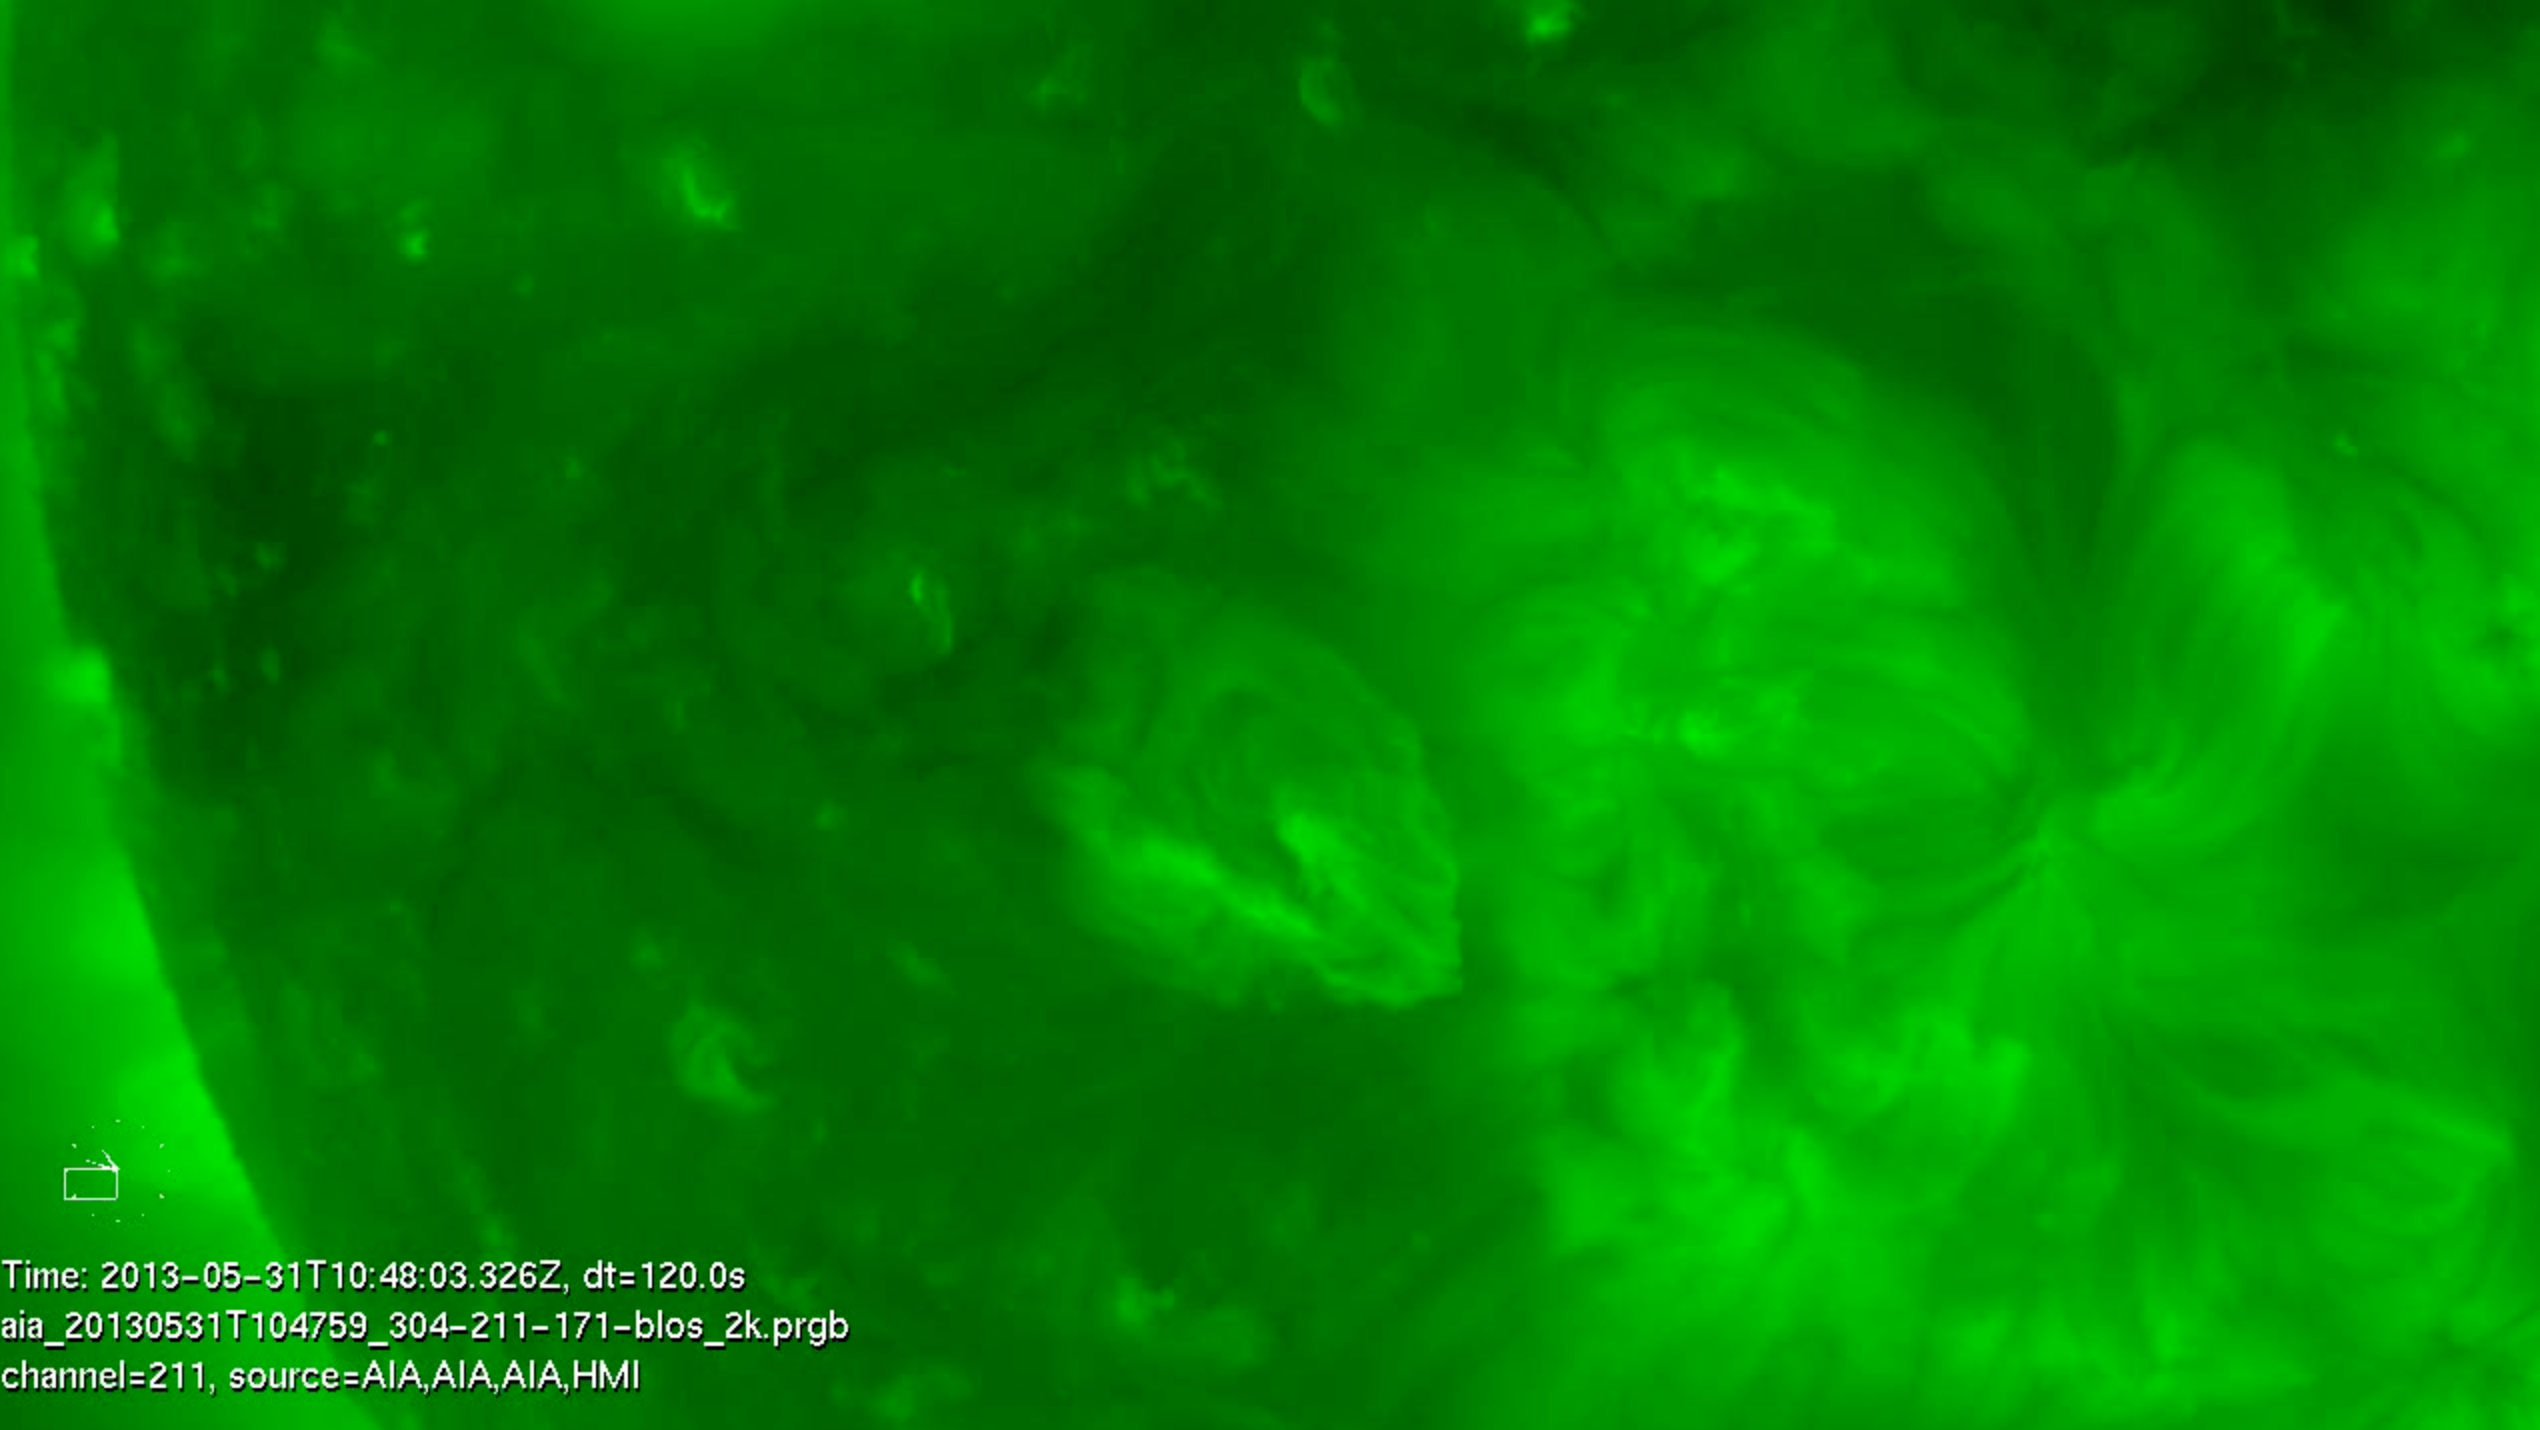 Time: 2013-05-31T10:48:03.326Z, dt=120.0s
aia_20130531T104759_304-211-171-blos_2k.prgb
channel=211, source=AIA,AIA,AIA,HMI